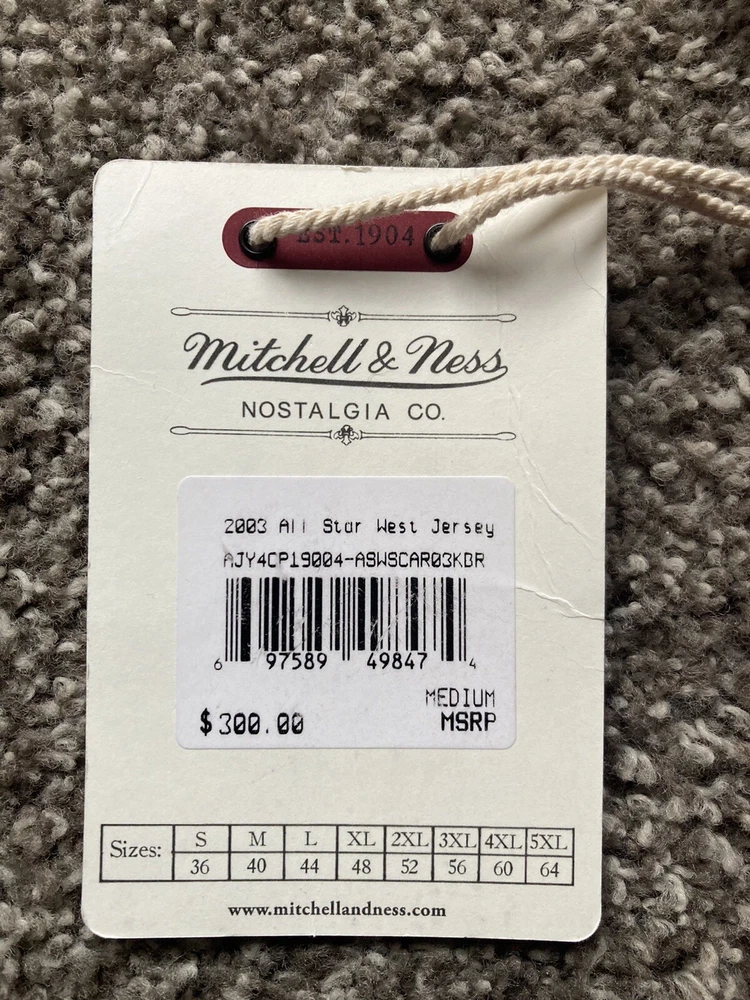 EST. 1904
Mitchell & Ness
NOSTALGIA CO.
2003 All Star West Jersey
AJY4CP19004-ASWSCAR03KBR
6 97589 49847 4
MEDIUM
$300.00 MSRP
Sizes: S M L XL 2XL 3XL 4XL 5XL
36 40 44 48 52 56 60 64
www.mitchellandness.com